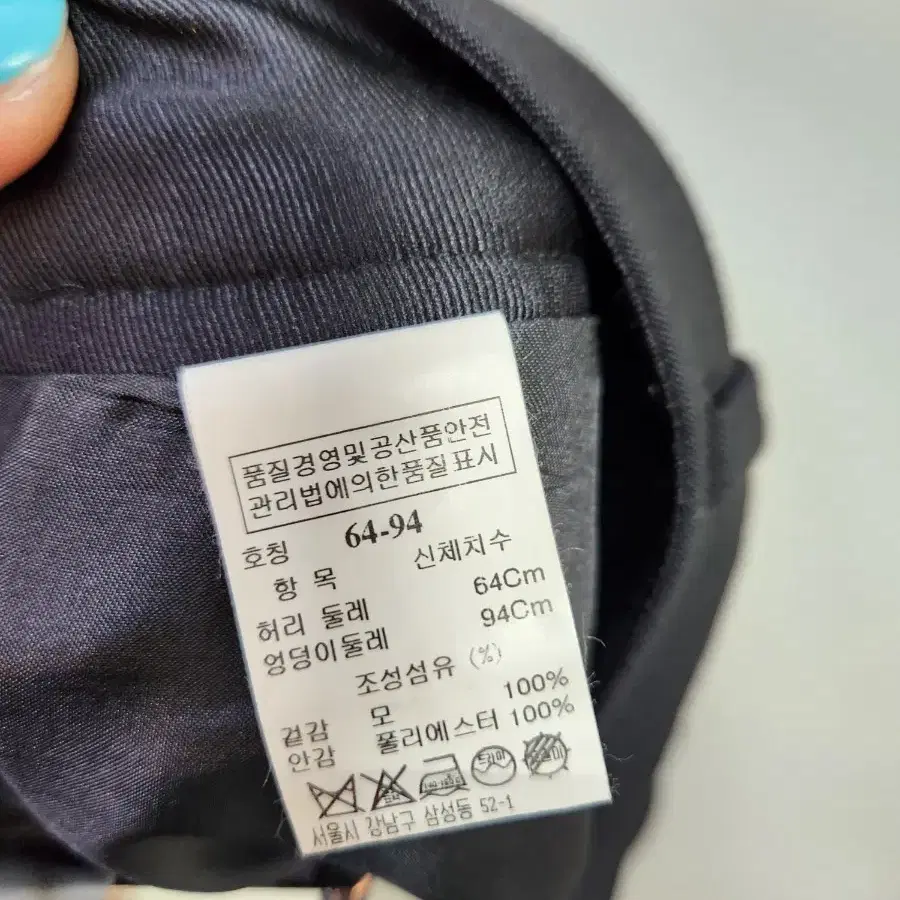 품질경영및공산품안전
관리법에의한품질표시
호칭 64-94
항 목 신체치수
허리 둘레 64Cm
엉덩이둘레 94Cm
조성섬유 (%)
겉감 모 100%
안감 폴리에스터 100%
드라이
서울시 강남구 삼성동 52-1